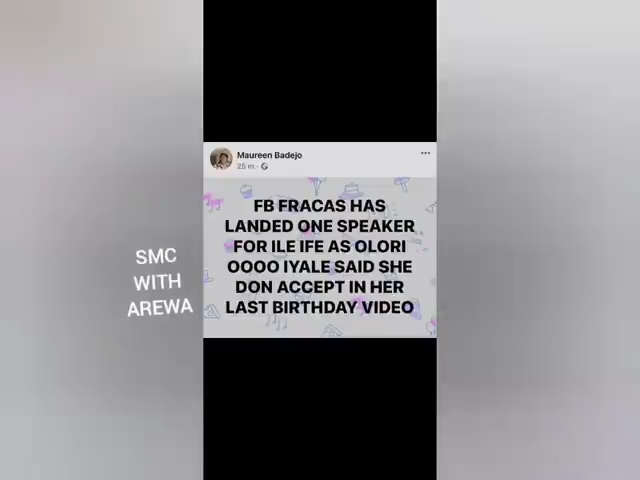 Maureen Badejo
25 m
FB FRACAS HAS
LANDED ONE SPEAKER
FOR ILE IFE AS OLORI
OOOO IYALE SAID SHE
DON ACCEPT IN HER
LAST BIRTHDAY VIDEO
SMC
WITH
AREWA